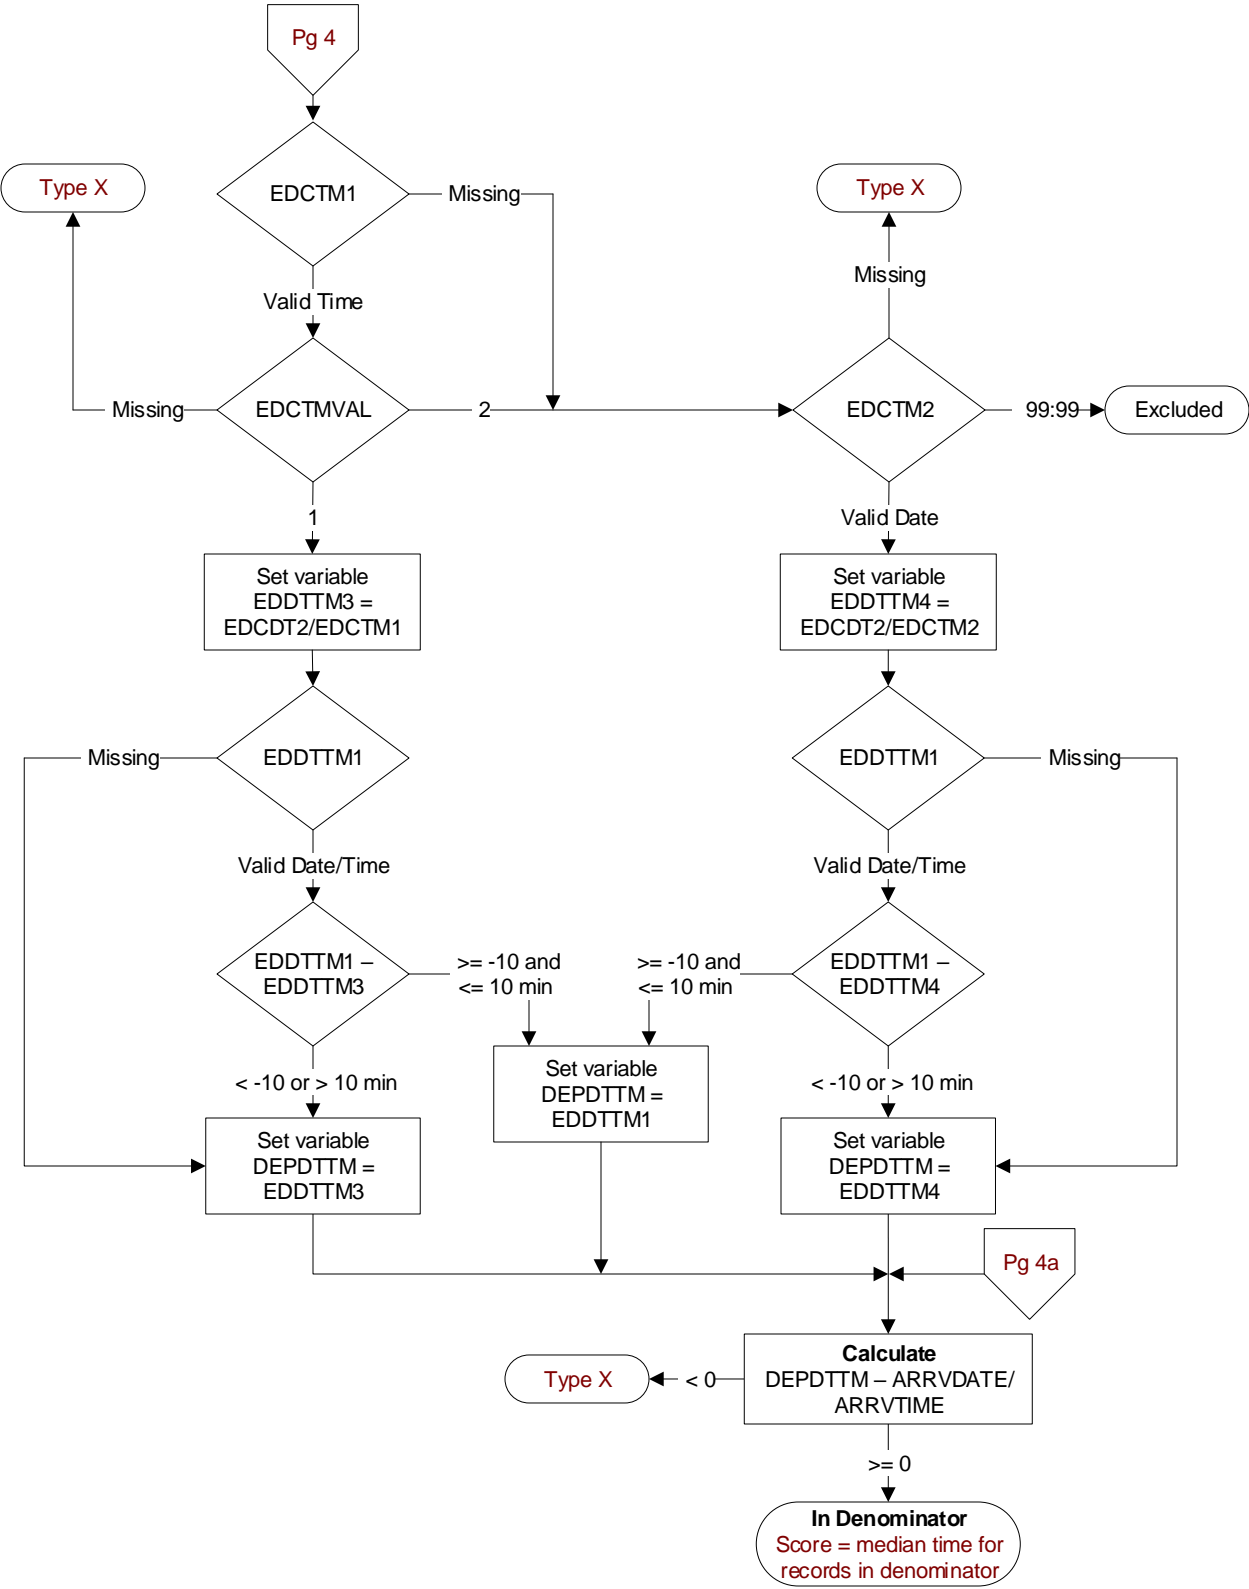 Pg 4
EDCTM1
Missing
Type X
Type X
Missing
Valid Time
Missing
EDCTMVAL
2
EDCTM2
99:99
Excluded
1
Valid Date
Set variable
EDDTTM3 =
EDCDT2/EDCTM1
Set variable
EDDTTM4 =
EDCDT2/EDCTM2
Missing
EDDTTM1
EDDTTM1
Missing
Valid Date/Time
Valid Date/Time
EDDTTM1 –
EDDTTM3
>= -10 and
<= 10 min
>= -10 and
<= 10 min
EDDTTM1 –
EDDTTM4
< -10 or > 10 min
Set variable
DEPDTTM =
EDDTTM1
< -10 or > 10 min
Set variable
DEPDTTM =
EDDTTM3
Set variable
DEPDTTM =
EDDTTM4
Pg 4a
Calculate
DEPDTTM – ARRVDATE/
ARRVTIME
< 0
Type X
>= 0
In Denominator
Score = median time for
records in denominator